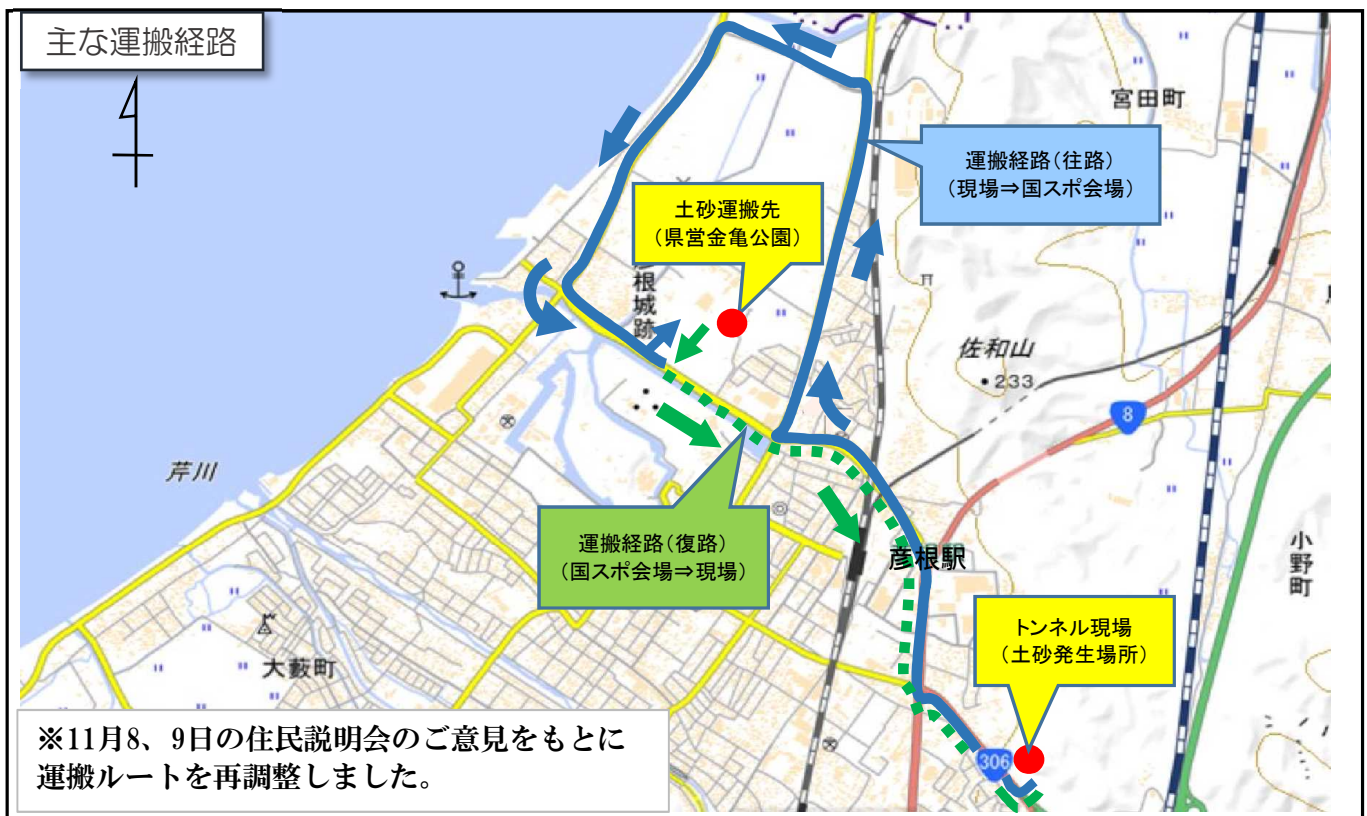 主な運搬経路
宮田町
運搬経路(往路)
(現場⇒国スポ会場)
土砂運搬先
(県営金亀公園)
彦根城跡
佐和山
・233
8
芹川
運搬経路(復路)
(国スポ会場⇒現場)
彦根駅
小野町
トンネル現場
(土砂発生場所)
大藪町
306
※11月8、9日の住民説明会のご意見をもとに
運搬ルートを再調整しました。